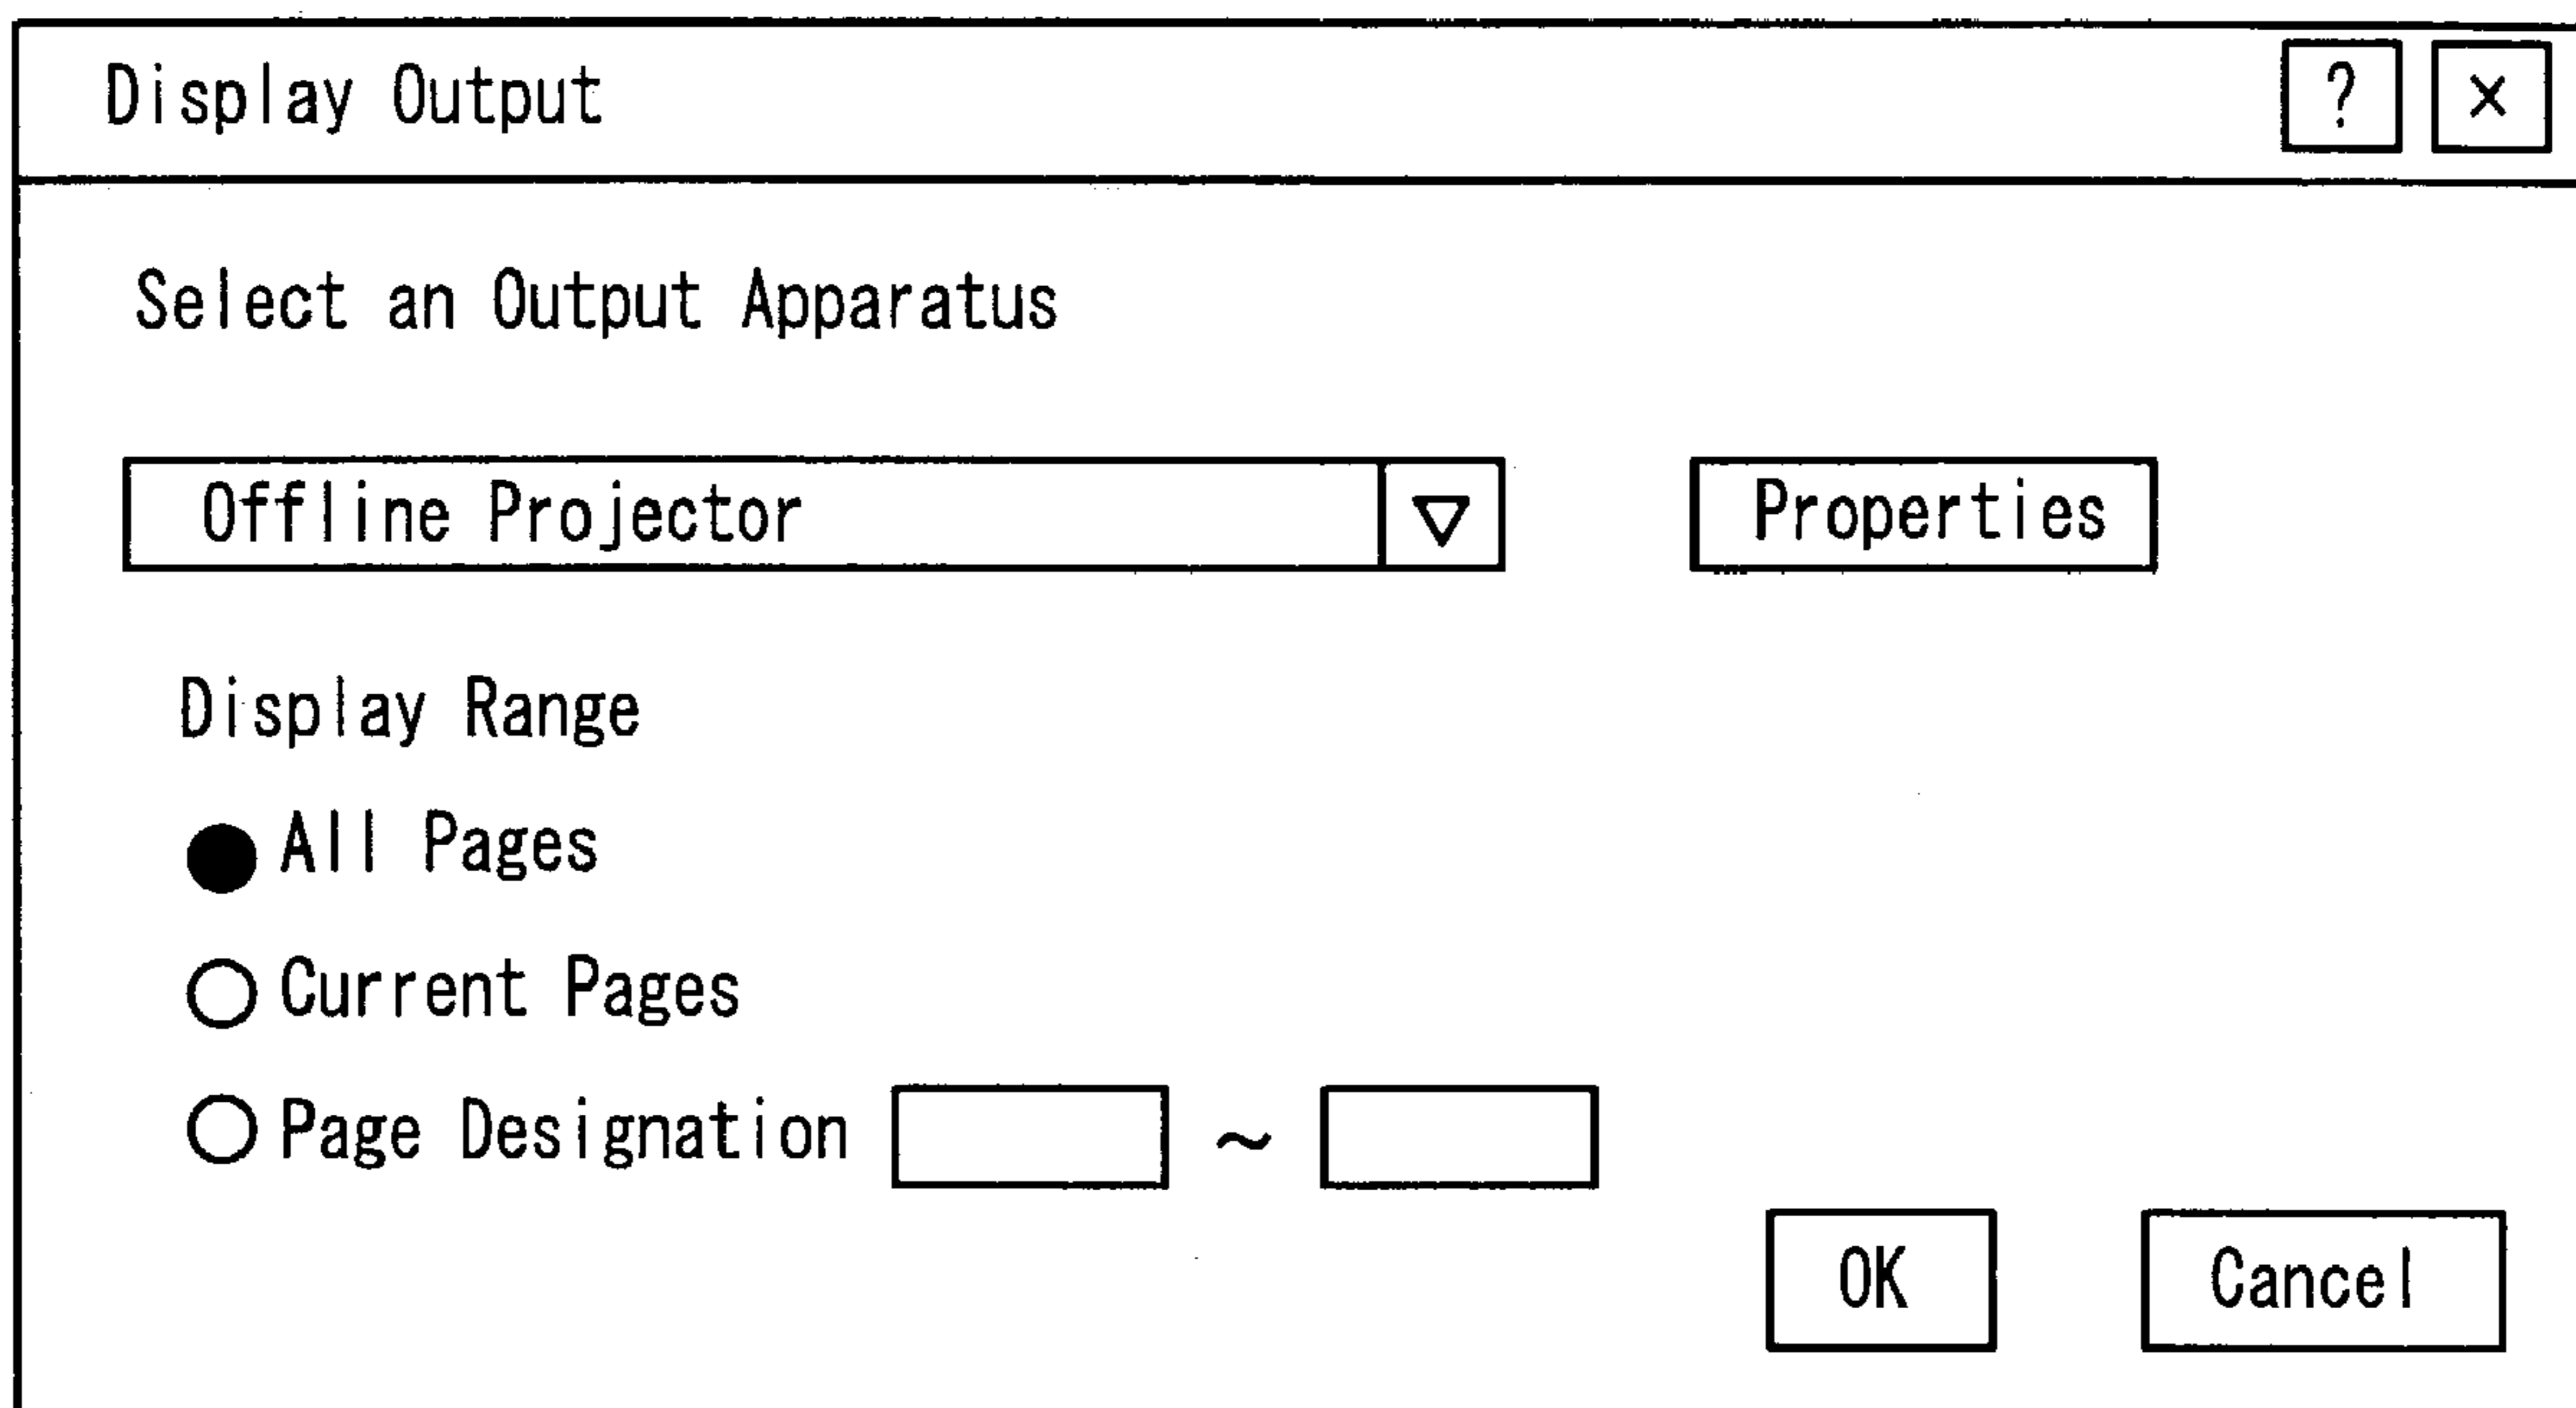 Display Output ? ×
Select an Output Apparatus
Offline Projector ▽ Properties
Display Range
● All Pages
○ Current Pages
○ Page Designation ~
OK Cancel